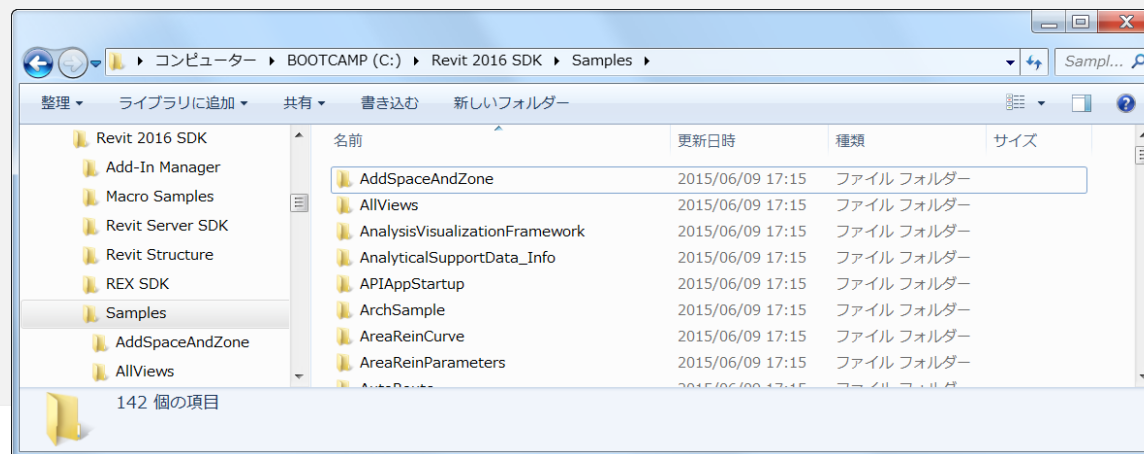 コンピューター BOOTCAMP (C:) Revit 2016 SDK Samples
Sampl...
整理 ライブラリに追加 共有 書き込む 新しいフォルダー
Revit 2016 SDK
Add-In Manager
Macro Samples
Revit Server SDK
Revit Structure
REX SDK
Samples
AddSpaceAndZone
AllViews
名前 更新日時 種類 サイズ
AddSpaceAndZone 2015/06/09 17:15 ファイル フォルダー
AllViews 2015/06/09 17:15 ファイル フォルダー
AnalysisVisualizationFramework 2015/06/09 17:15 ファイル フォルダー
AnalyticalSupportData_Info 2015/06/09 17:15 ファイル フォルダー
APIAppStartup 2015/06/09 17:15 ファイル フォルダー
ArchSample 2015/06/09 17:15 ファイル フォルダー
AreaReinCurve 2015/06/09 17:15 ファイル フォルダー
AreaReinParameters 2015/06/09 17:15 ファイル フォルダー
142 個の項目